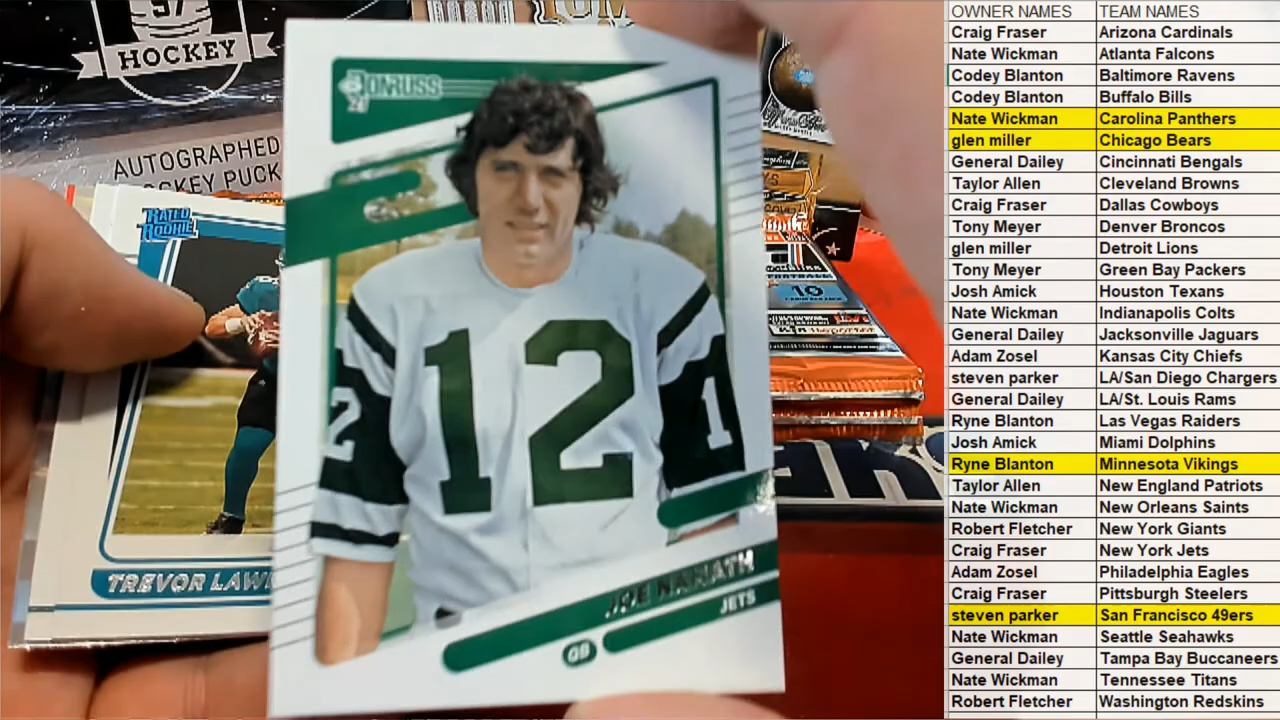 HOCKEY
AUTOGRAPHED
HOCKEY PUCK
RATED ROOKIE
TREVOR LAW
DONRUSS
21
12
2
1
JOE NAMATH
JETS
QB
10
OWNER NAMES TEAM NAMES
Craig Fraser Arizona Cardinals
Nate Wickman Atlanta Falcons
Codey Blanton Baltimore Ravens
Codey Blanton Buffalo Bills
Nate Wickman Carolina Panthers
glen miller Chicago Bears
General Dailey Cincinnati Bengals
Taylor Allen Cleveland Browns
Craig Fraser Dallas Cowboys
Tony Meyer Denver Broncos
glen miller Detroit Lions
Tony Meyer Green Bay Packers
Josh Amick Houston Texans
Nate Wickman Indianapolis Colts
General Dailey Jacksonville Jaguars
Adam Zosel Kansas City Chiefs
steven parker LA/San Diego Chargers
General Dailey LA/St. Louis Rams
Ryne Blanton Las Vegas Raiders
Josh Amick Miami Dolphins
Ryne Blanton Minnesota Vikings
Taylor Allen New England Patriots
Nate Wickman New Orleans Saints
Robert Fletcher New York Giants
Craig Fraser New York Jets
Adam Zosel Philadelphia Eagles
Craig Fraser Pittsburgh Steelers
steven parker San Francisco 49ers
Nate Wickman Seattle Seahawks
General Dailey Tampa Bay Buccaneers
Nate Wickman Tennessee Titans
Robert Fletcher Washington Redskins